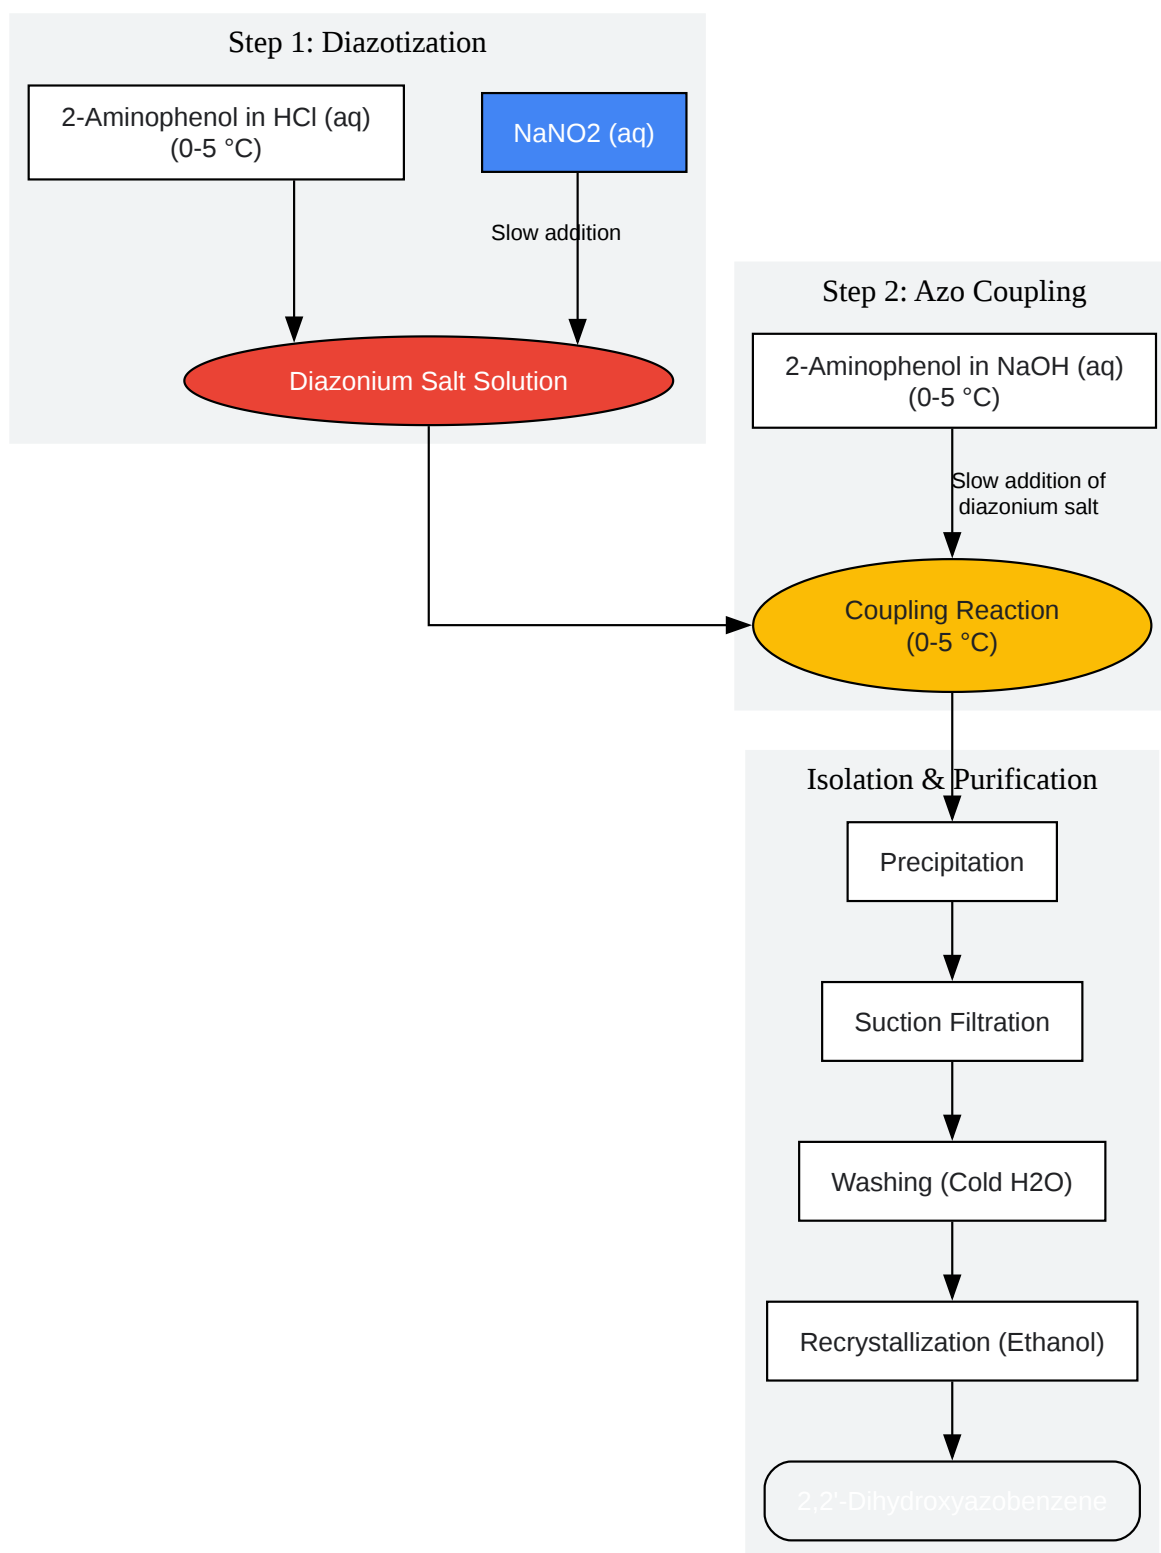 Step 1: Diazotization
2-Aminophenol in HCl (aq)
(0-5 °C)
NaNO2 (aq)
Slow addition
Diazonium Salt Solution
Step 2: Azo Coupling
2-Aminophenol in NaOH (aq)
(0-5 °C)
Slow addition of
diazonium salt
Coupling Reaction
(0-5 °C)
Isolation & Purification
Precipitation
Suction Filtration
Washing (Cold H2O)
Recrystallization (Ethanol)
2,2'-Dihydroxyazobenzene